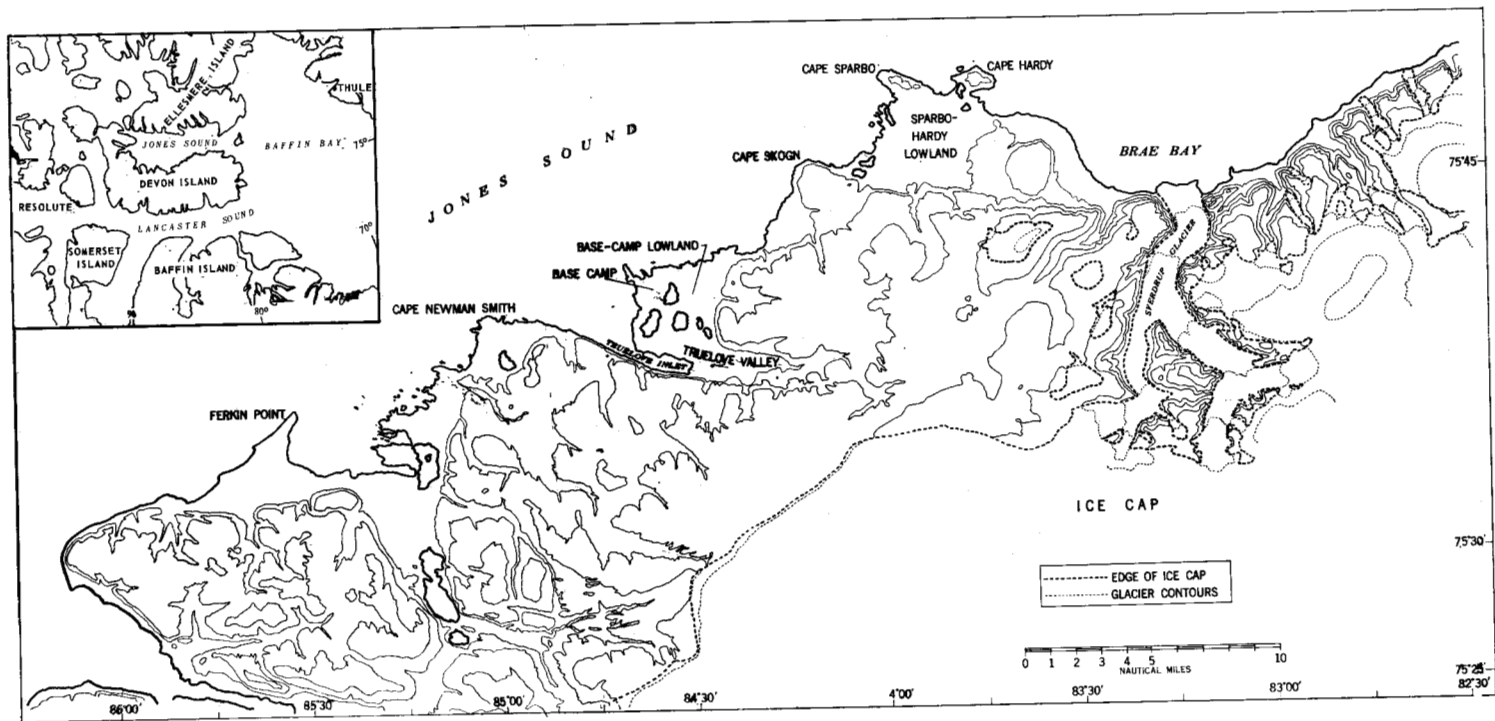 ELLESMERE ISLAND
THULE
JONES SOUND
BAFFIN BAY
75°
DEVON ISLAND
RESOLUTE
LANCASTER SOUND
70°
SOMERSET
ISLAND
BAFFIN ISLAND
80°
JONES SOUND
CAPE SPARBO
CAPE HARDY
SPARBO-
HARDY
LOWLAND
CAPE SKOGN
BRAE BAY
75°45
BASE-CAMP LOWLAND
BASE CAMP
SVERDRUP GLACIER
CAPE NEWMAN SMITH
TRUELOVE INLET
TRUELOVE VALLEY
FERKIN POINT
ICE CAP
75°30
EDGE OF ICE CAP
GLACIER CONTOURS
0 1 2 3 4 5 10
NAUTICAL MILES
75°25
86°00
85°30
85°00
84°30
83°30
83°00
82°30